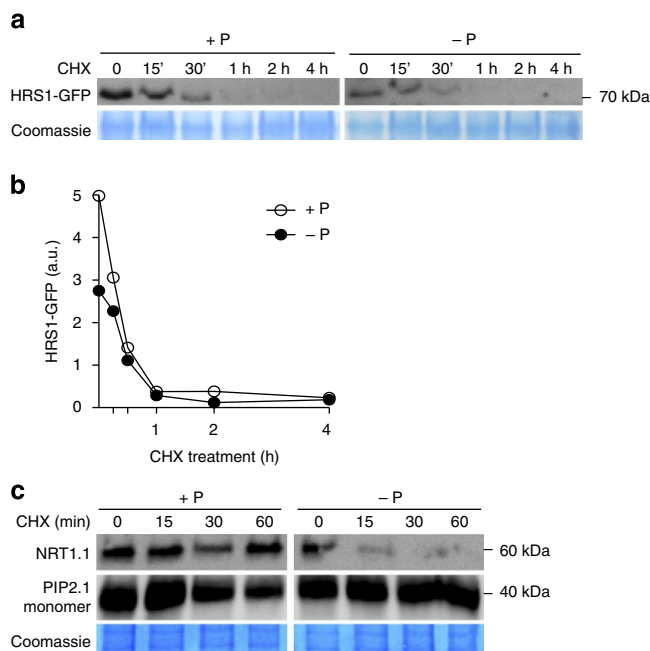 a
+ P
– P
CHX 0 15’ 30’ 1 h 2 h 4 h 0 15’ 30’ 1 h 2 h 4 h
HRS1-GFP
70 kDa
Coomassie
b
5
4
3
2
1
0
HRS1-GFP (a.u.)
+ P
– P
1 2 4
CHX treatment (h)
c
+ P
– P
CHX (min) 0 15 30 60 0 15 30 60
NRT1.1
60 kDa
PIP2.1
monomer
40 kDa
Coomassie